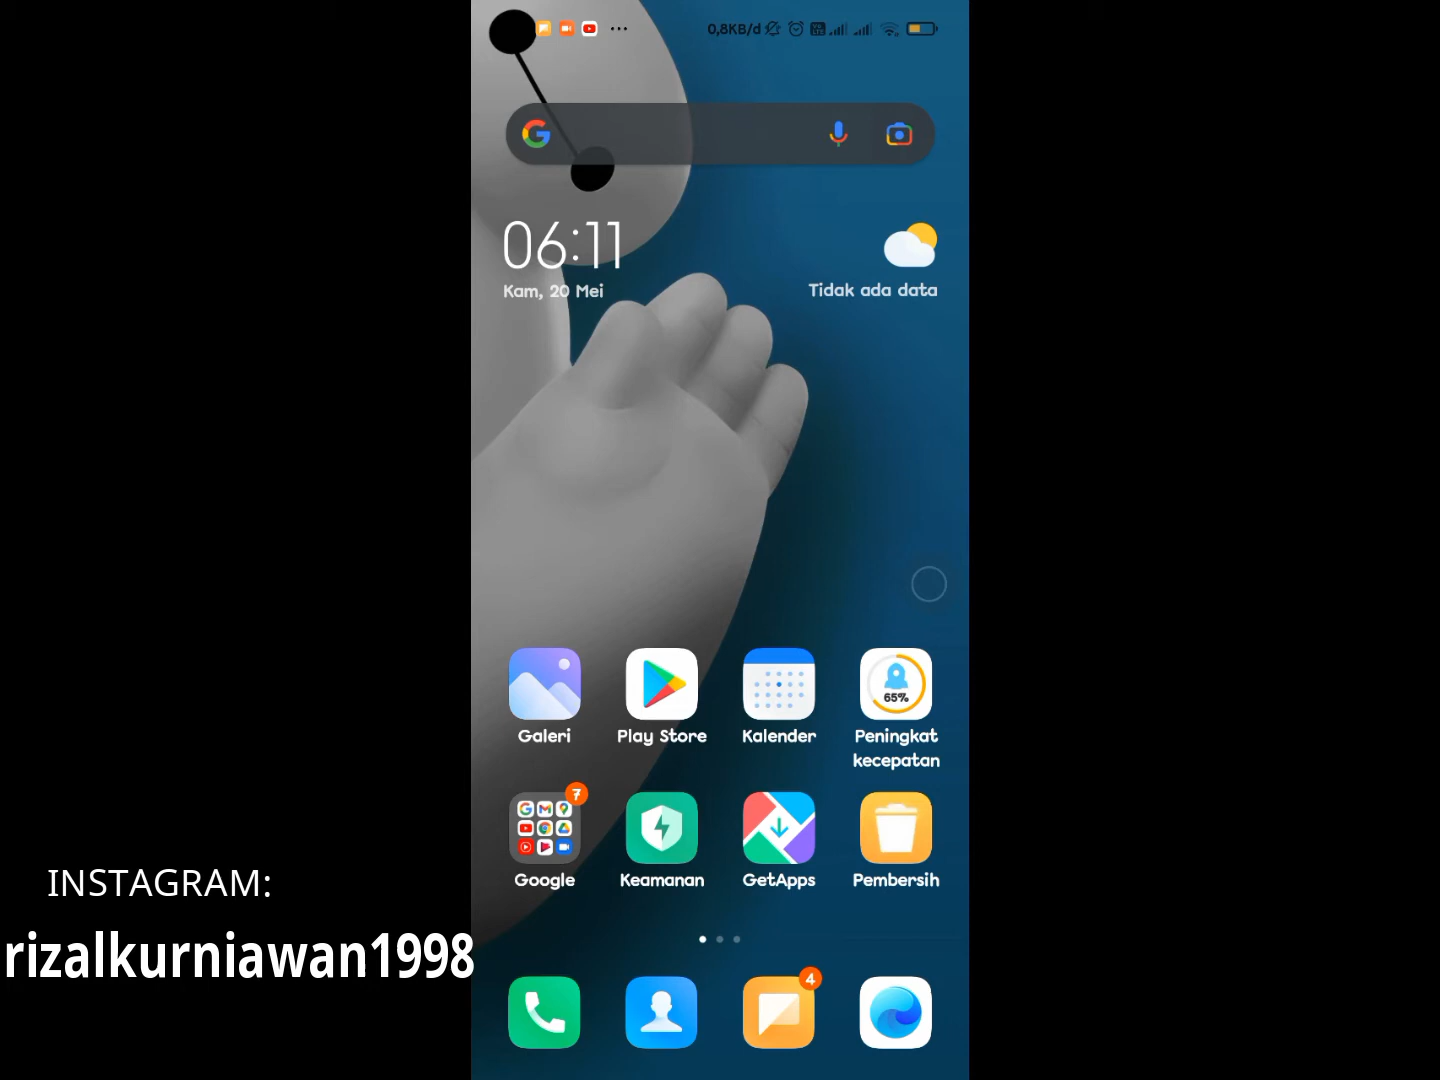 0,8KB/d
06:11
Kam, 20 Mei
Tidak ada data
Galeri
Play Store
Kalender
65%
Peningkat
kecepatan
7
Google
Keamanan
GetApps
Pembersih
INSTAGRAM:
rizalkurniawan1998
4